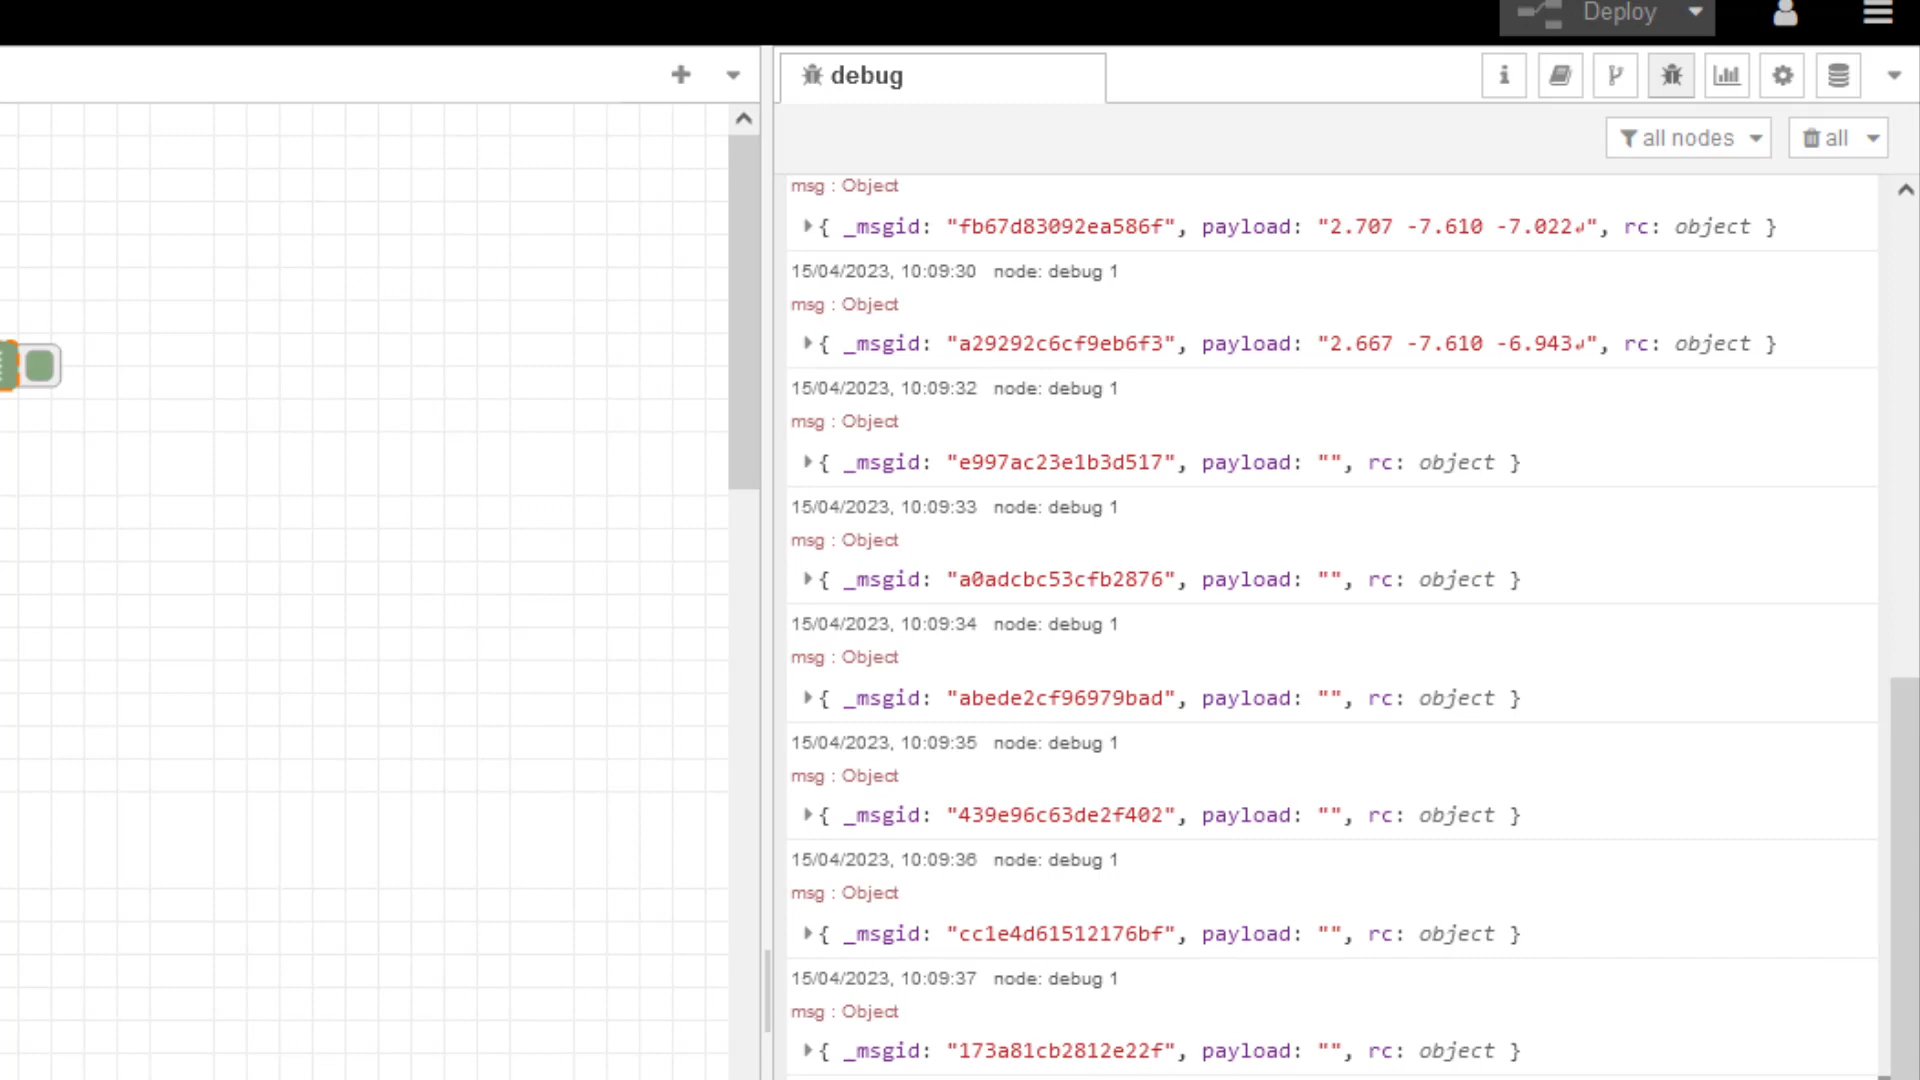 Deploy
debug
all nodes
all
msg : Object
{ _msgid: "fb67d83092ea586f", payload: "2.707 -7.610 -7.022↵", rc: object }
15/04/2023, 10:09:30 node: debug 1
msg : Object
{ _msgid: "a29292c6cf9eb6f3", payload: "2.667 -7.610 -6.943↵", rc: object }
15/04/2023, 10:09:32 node: debug 1
msg : Object
{ _msgid: "e997ac23e1b3d517", payload: "", rc: object }
15/04/2023, 10:09:33 node: debug 1
msg : Object
{ _msgid: "a0adcbc53cfb2876", payload: "", rc: object }
15/04/2023, 10:09:34 node: debug 1
msg : Object
{ _msgid: "abede2cf96979bad", payload: "", rc: object }
15/04/2023, 10:09:35 node: debug 1
msg : Object
{ _msgid: "439e96c63de2f402", payload: "", rc: object }
15/04/2023, 10:09:36 node: debug 1
msg : Object
{ _msgid: "cc1e4d61512176bf", payload: "", rc: object }
15/04/2023, 10:09:37 node: debug 1
msg : Object
{ _msgid: "173a81cb2812e22f", payload: "", rc: object }